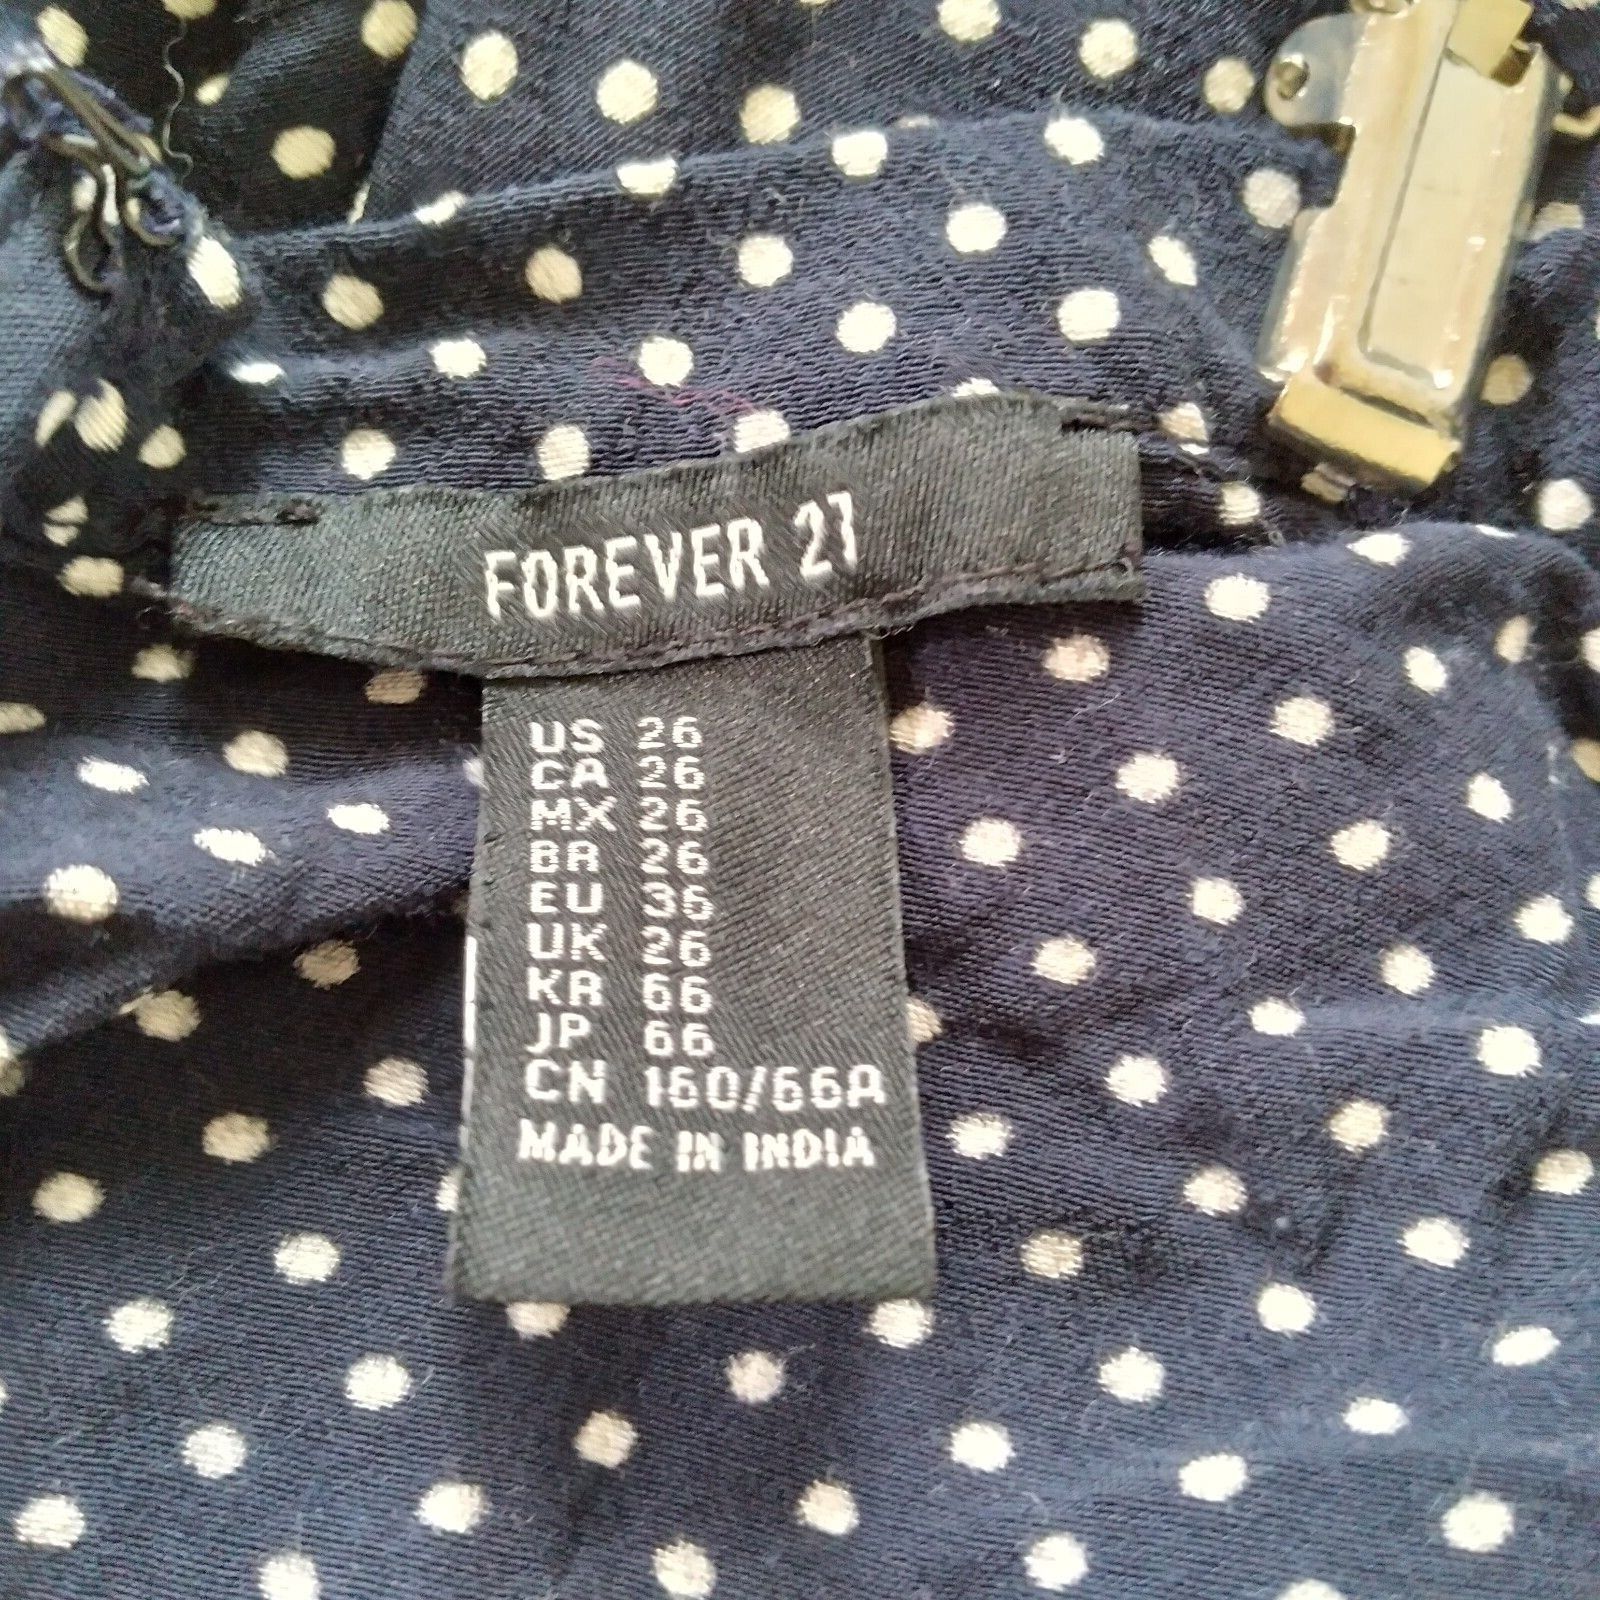 FOREVER 21
US 26
CA 26
MX 26
BR 26
EU 36
UK 26
KR 66
JP 66
CN 160/66A
MADE IN INDIA